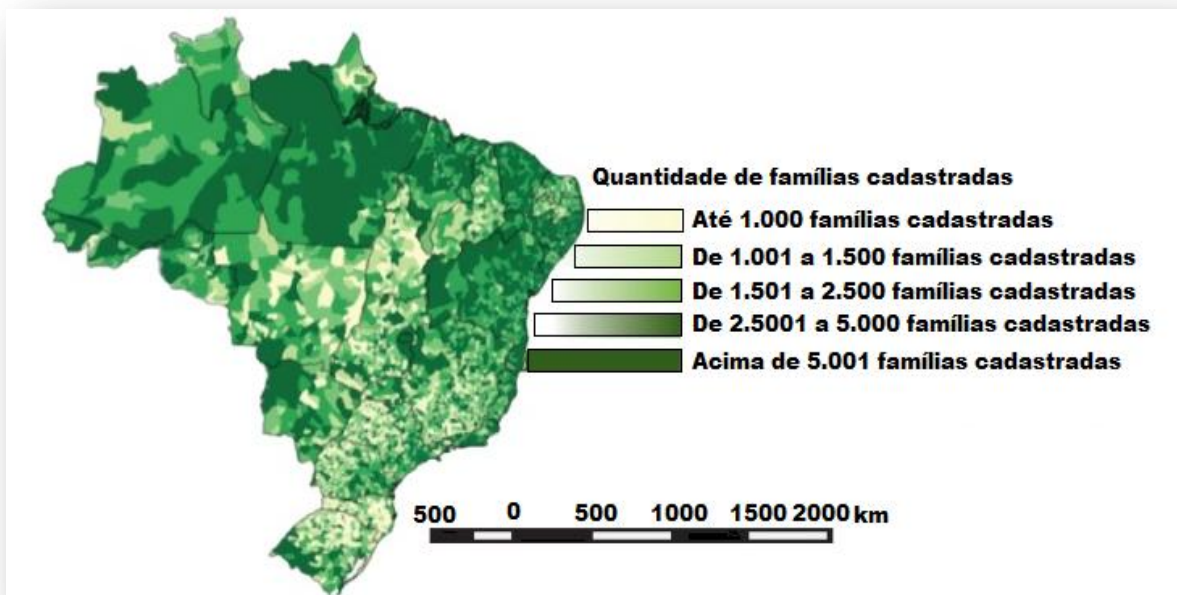 Quantidade de famílias cadastradas
Até 1.000 famílias cadastradas
De 1.001 a 1.500 famílias cadastradas
De 1.501 a 2.500 famílias cadastradas
De 2.5001 a 5.000 famílias cadastradas
Acima de 5.001 famílias cadastradas
500 0 500 1000 1500 2000 km